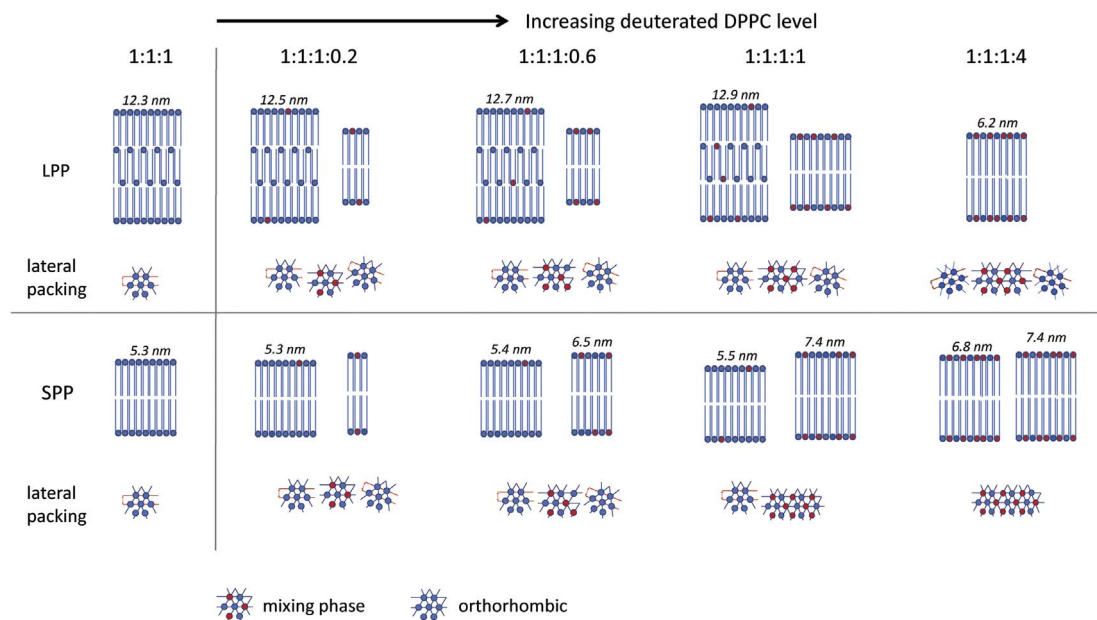 Increasing deuterated DPPC level
1:1:1 1:1:1:0.2 1:1:1:0.6 1:1:1:1 1:1:1:4
12.3 nm 12.5 nm 12.7 nm 12.9 nm 6.2 nm
LPP
lateral
packing
5.3 nm 5.3 nm 5.4 nm 6.5 nm 5.5 nm 7.4 nm 6.8 nm 7.4 nm
SPP
lateral
packing
mixing phase orthorhombic